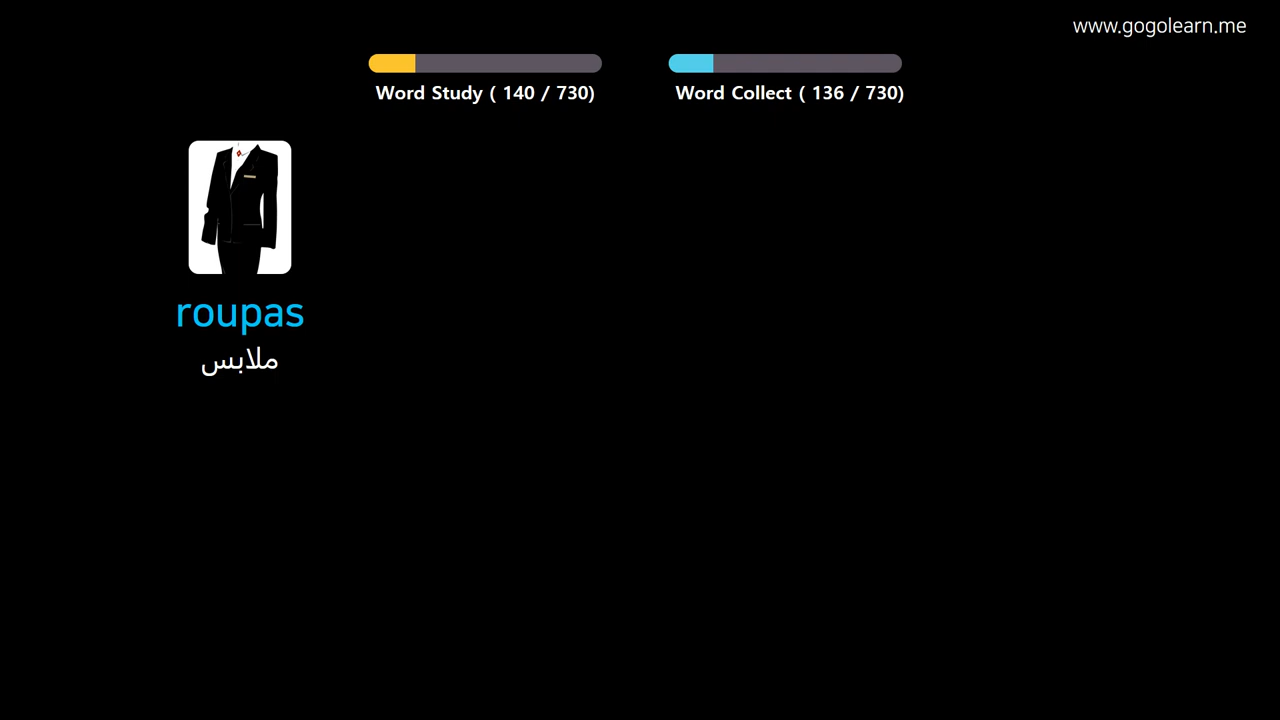 www.gogolearn.me
Word Study ( 140 / 730)
Word Collect ( 136 / 730)
roupas
ملابس